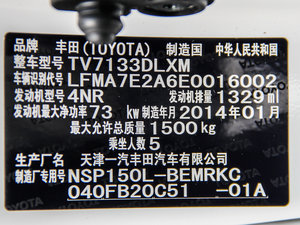 品牌 丰田(TOYOTA) 制造国 中华人民共和国
整车型号 TV7133DLXM
车辆识别代号 LFMA7E2A6E0016002
发动机型号 4NR 发动机排量 1329 ml
发动机最大净功率 73 kw 制造年月 2014年01月
最大允许总质量 1500kg
乘坐人数 5
生产厂名 天津一汽丰田汽车有限公司
制造厂专用号 NSP150L-BEMRKC
040FB20C51 -01A